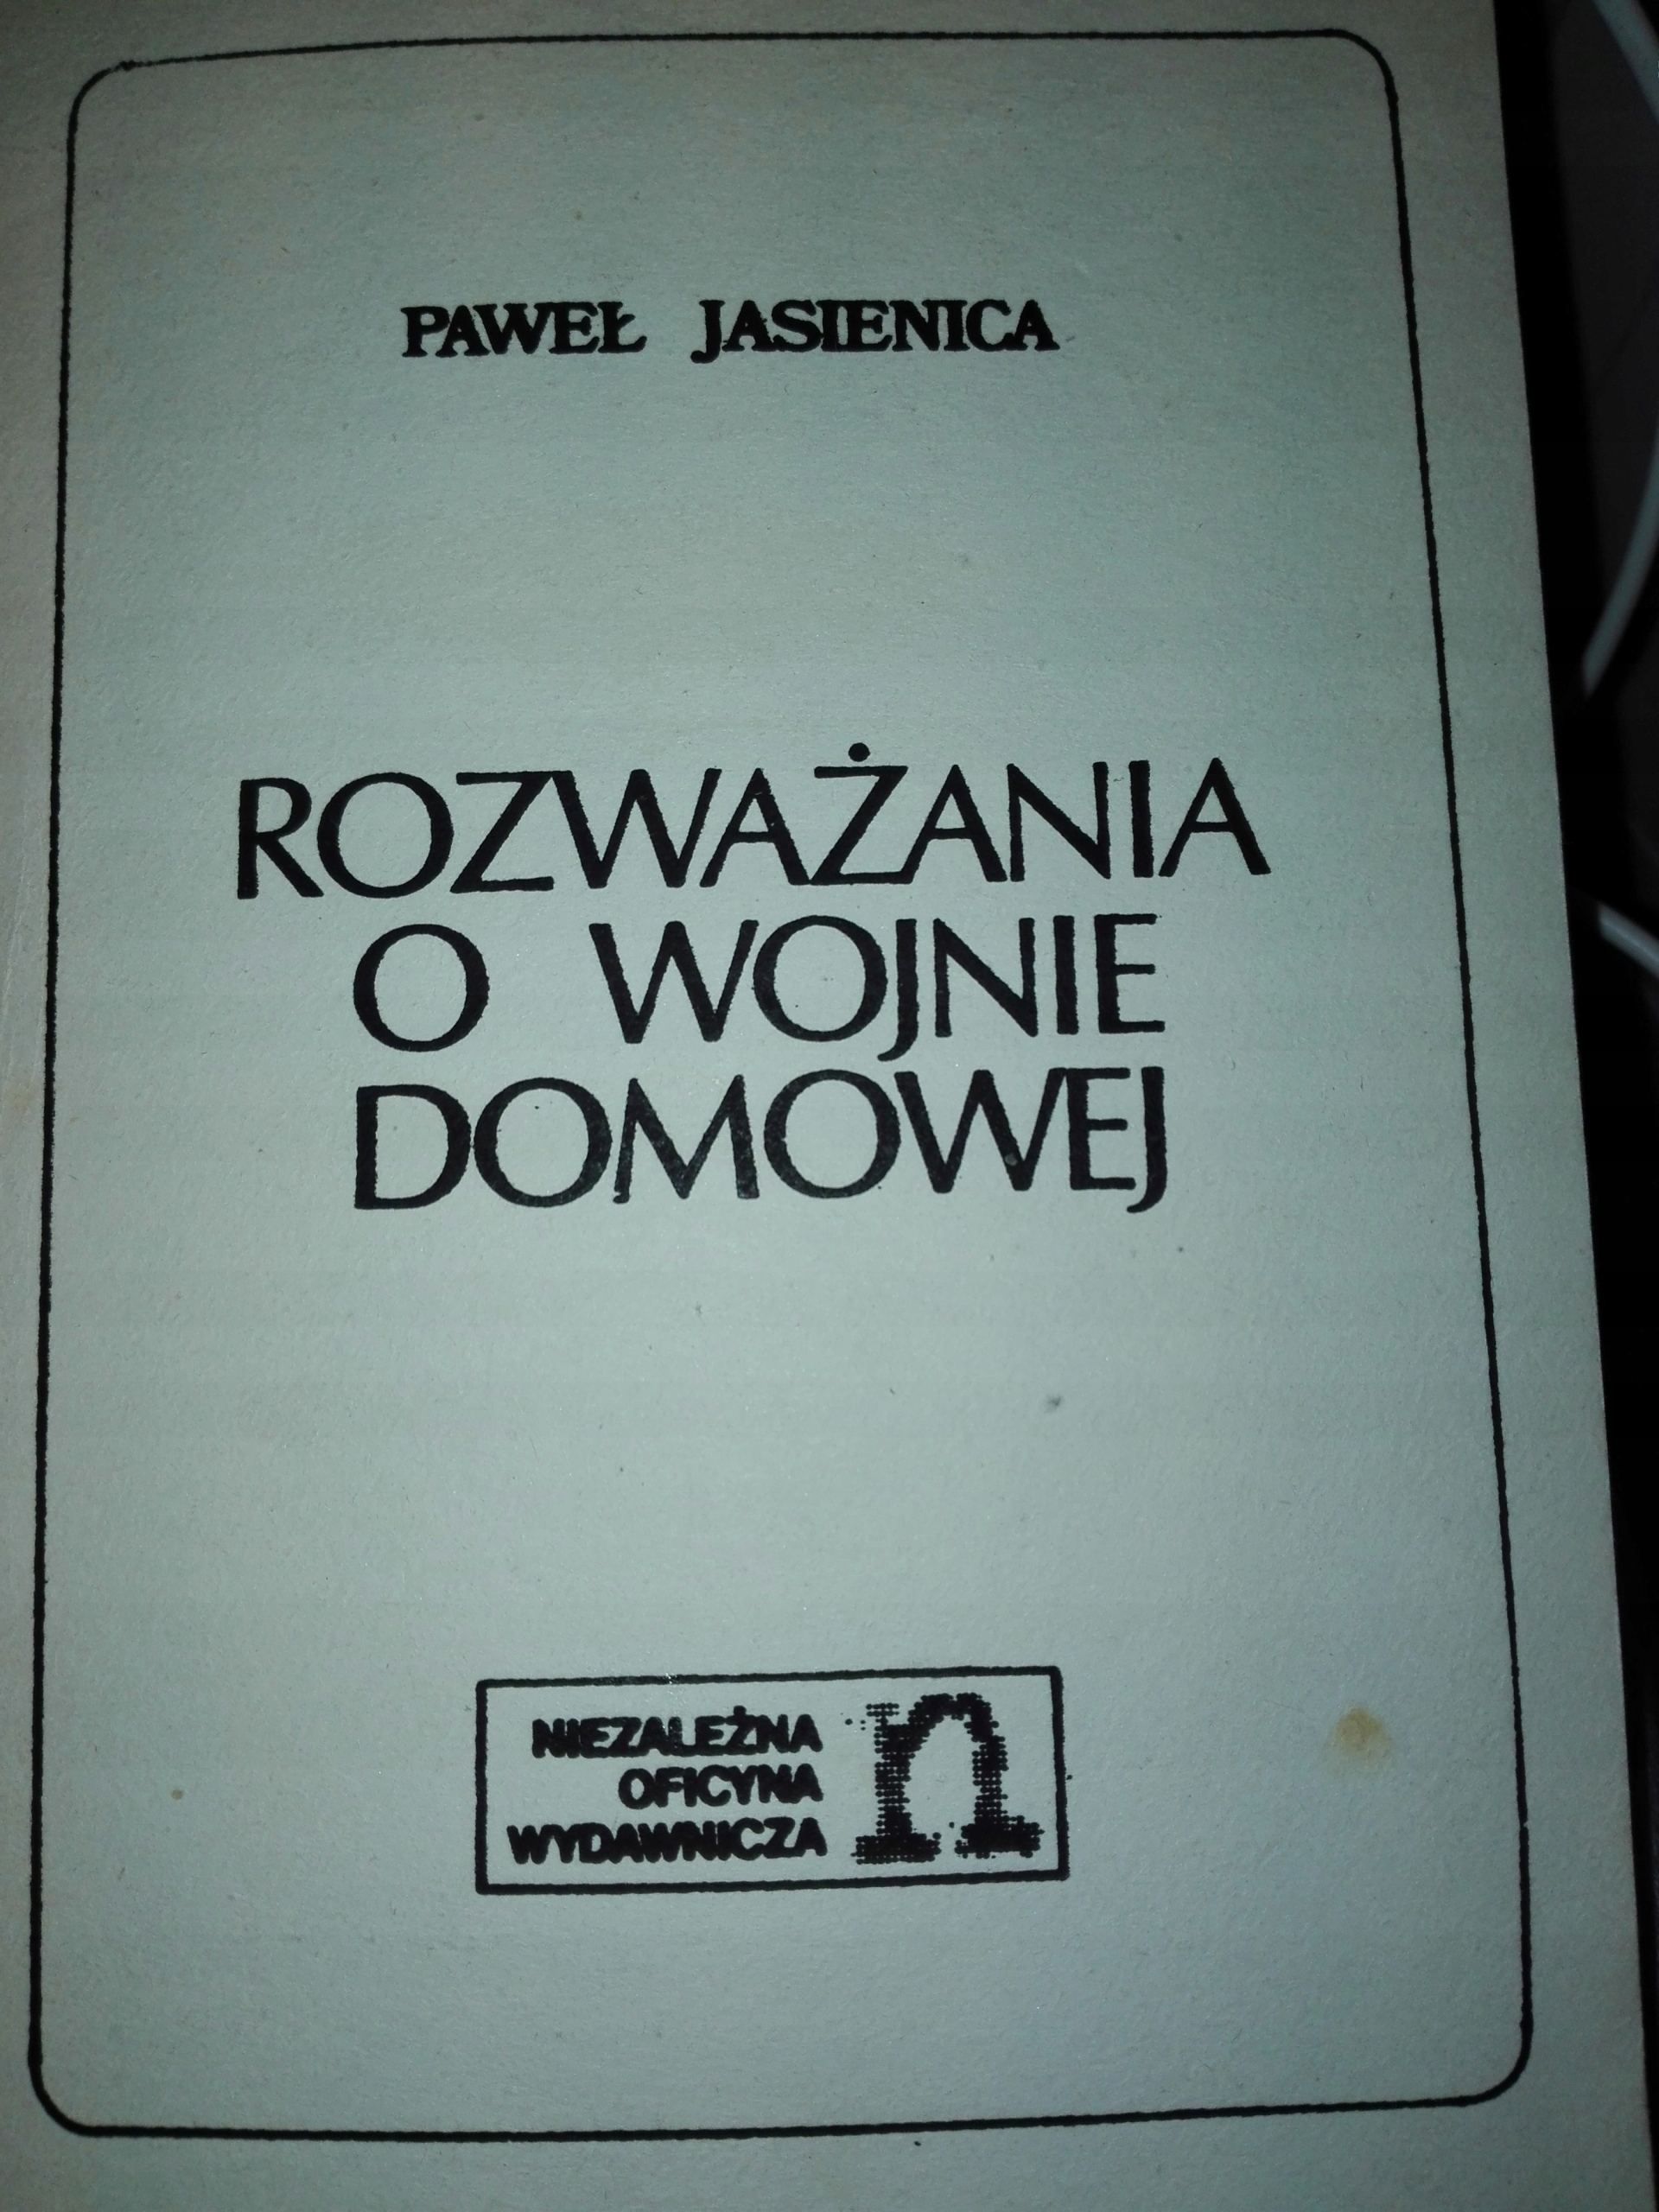 PAWEŁ JASIENICA
ROZWAŻANIA
O WOJNIE
DOMOWEJ
NIEZALEŻNA
OFICYNA
WYDAWNICZA
n